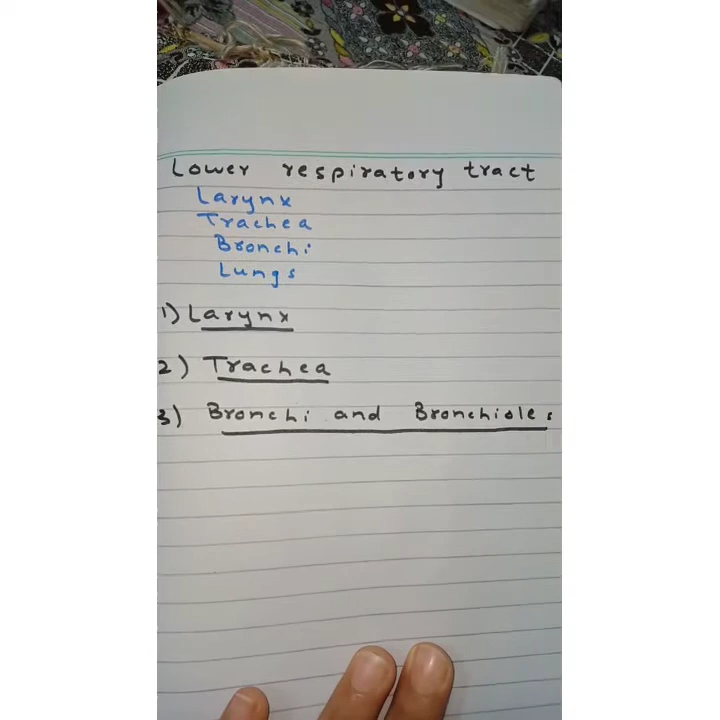 Lower respiratory tract
Larynx
Trachea
Bronchi
Lungs
1) Larynx
2) Trachea
3) Bronchi and Bronchioles